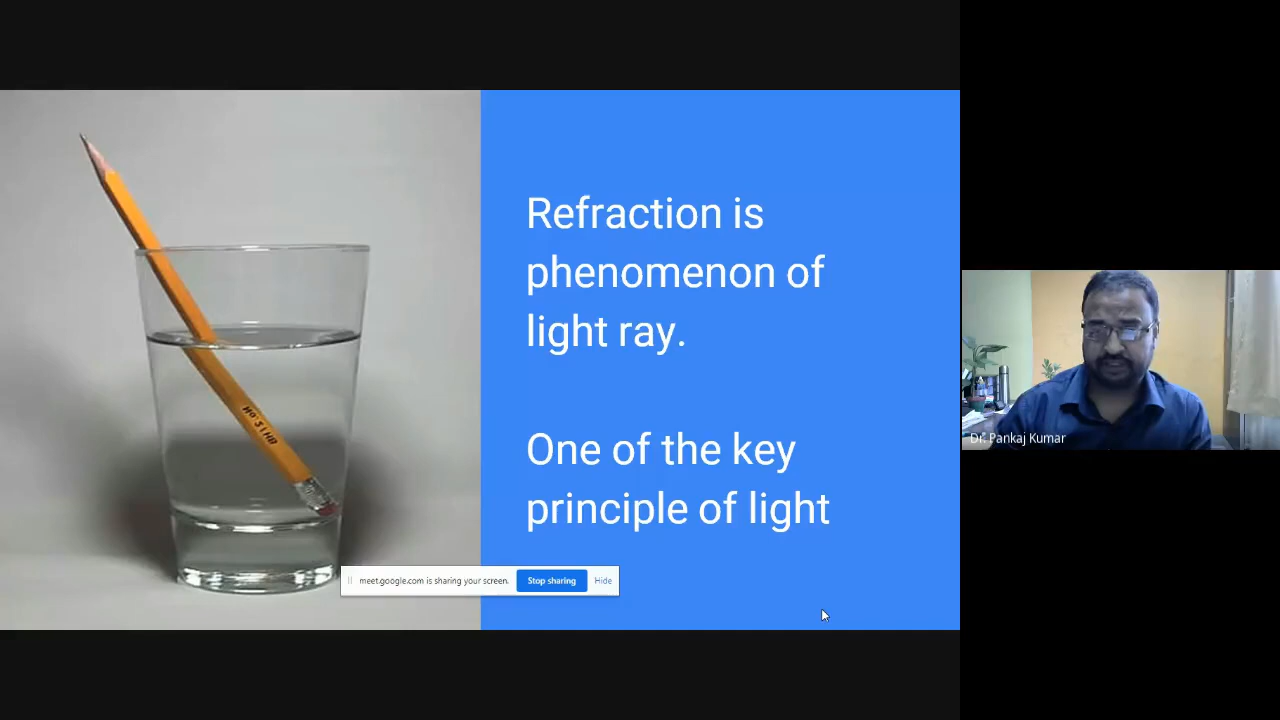 Refraction is
phenomenon of
light ray.
One of the key
principle of light
meet.google.com is sharing your screen. Stop sharing Hide
Dr. Pankaj Kumar